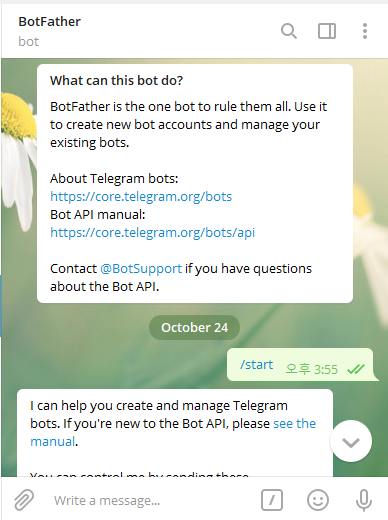 BotFather
bot
What can this bot do?
BotFather is the one bot to rule them all. Use it
to create new bot accounts and manage your
existing bots.
About Telegram bots:
https://core.telegram.org/bots
Bot API manual:
https://core.telegram.org/bots/api
Contact @BotSupport if you have questions
about the Bot API.
October 24
/start 오후 3:55
I can help you create and manage Telegram
bots. If you're new to the Bot API, please see the
manual.
You can control me by sending these
Write a message...